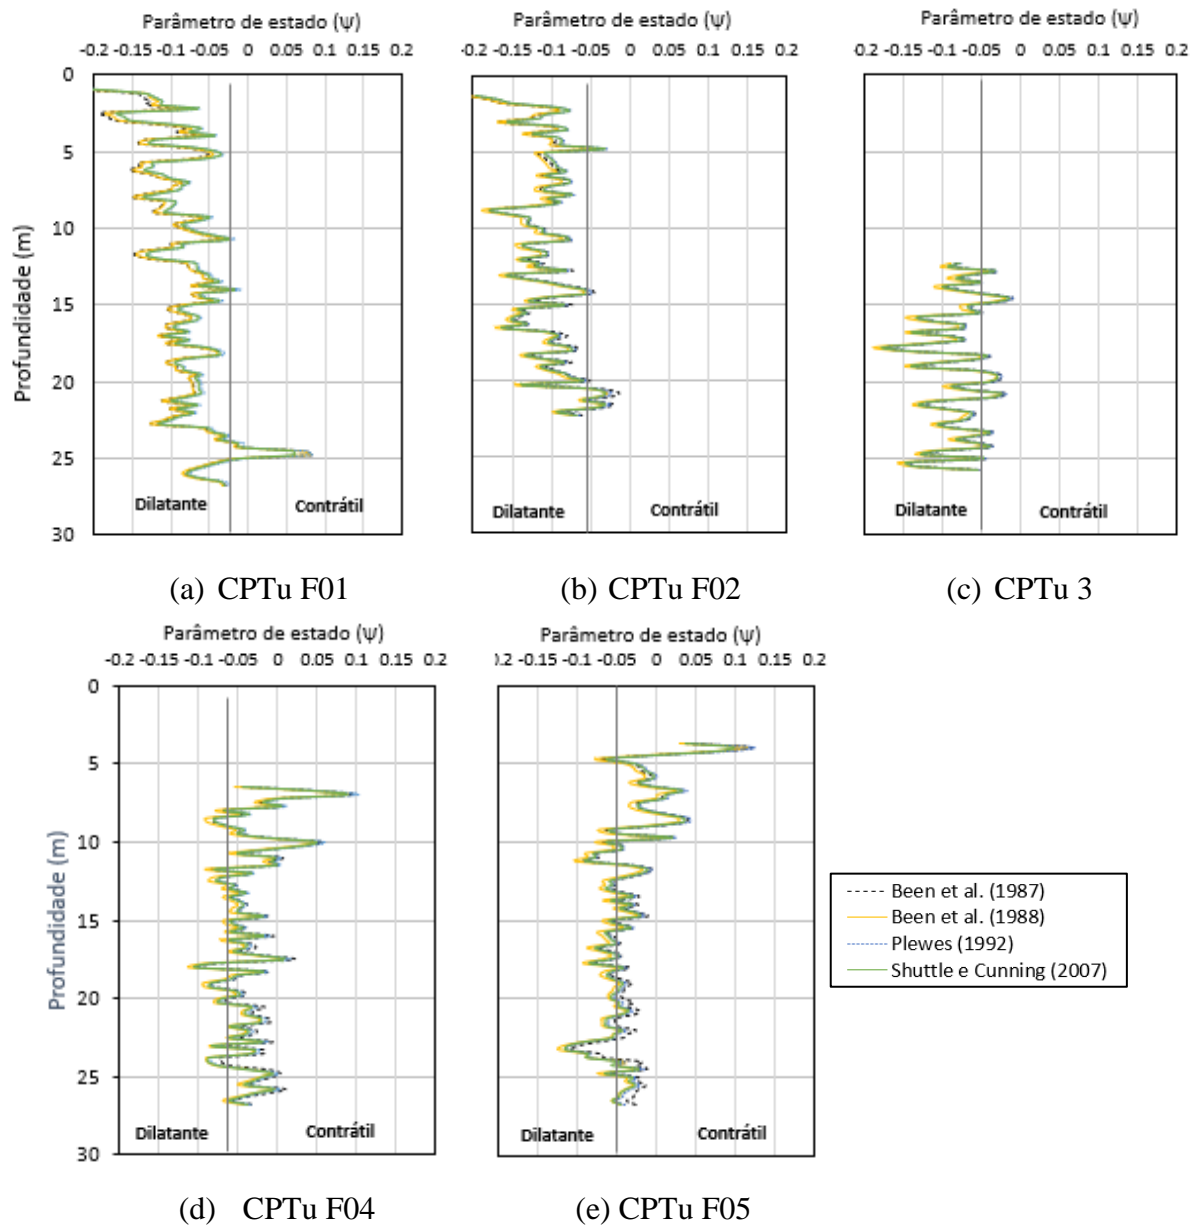 Parâmetro de estado (Ψ)
-0.2 -0.15 -0.1 -0.05 0 0.05 0.1 0.15 0.2
Parâmetro de estado (Ψ)
-0.2 -0.15 -0.1 -0.05 0 0.05 0.1 0.15 0.2
Parâmetro de estado (Ψ)
0.2 -0.15 -0.1 -0.05 0 0.05 0.1 0.15 0.2
0
5
10
15
20
25
30
Profundidade (m)
Dilatante Contrátil
Dilatante Contrátil
Dilatante Contrátil
(a) CPTu F01
(b) CPTu F02
(c) CPTu 3
Parâmetro de estado (Ψ)
-0.2 -0.15 -0.1 -0.05 0 0.05 0.1 0.15 0.2
Parâmetro de estado (Ψ)
0.2 -0.15 -0.1 -0.05 0 0.05 0.1 0.15 0.2
0
5
10
15
20
25
30
Profundidade (m)
Dilatante Contrátil
Dilatante Contrátil
Been et al. (1987)
Been et al. (1988)
Plewes (1992)
Shuttle e Cunning (2007)
(d) CPTu F04
(e) CPTu F05